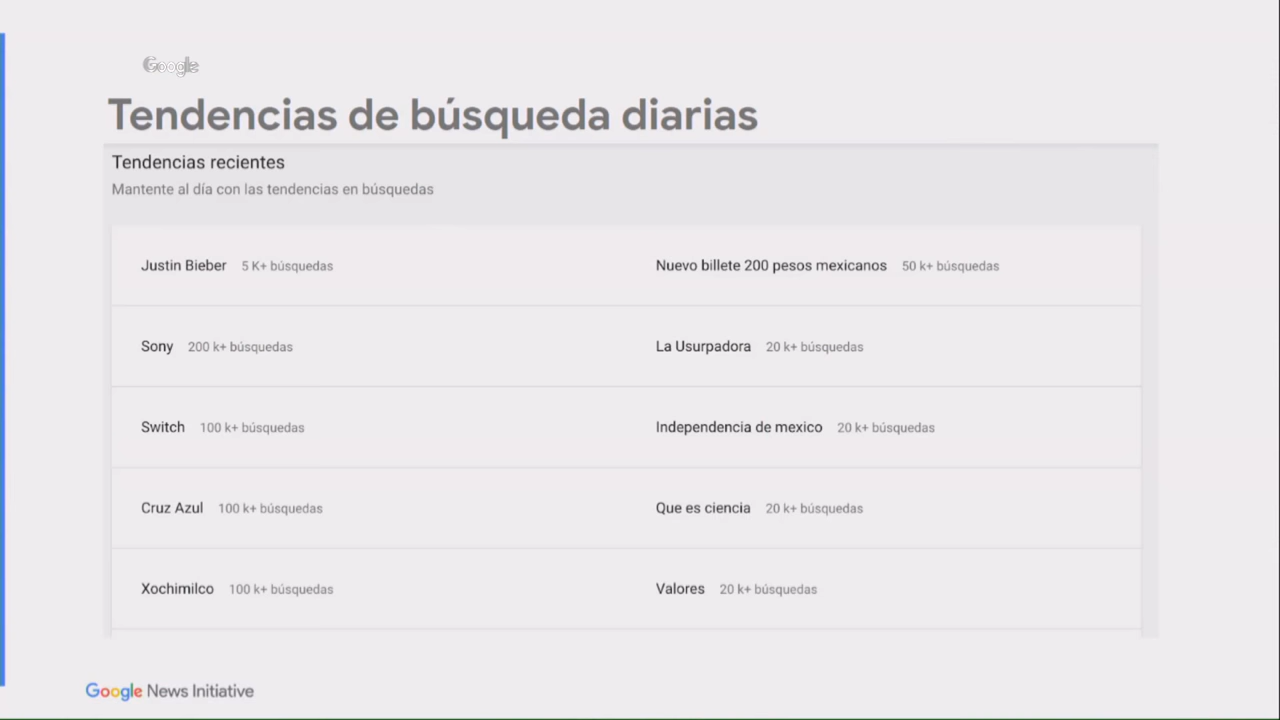 Google
Tendencias de búsqueda diarias
Tendencias recientes
Mantente al día con las tendencias en búsquedas
Justin Bieber 5 K+ búsquedas
Nuevo billete 200 pesos mexicanos 50 k+ búsquedas
Sony 200 k+ búsquedas
La Usurpadora 20 k+ búsquedas
Switch 100 k+ búsquedas
Independencia de mexico 20 k+ búsquedas
Cruz Azul 100 k+ búsquedas
Que es ciencia 20 k+ búsquedas
Xochimilco 100 k+ búsquedas
Valores 20 k+ búsquedas
Google News Initiative